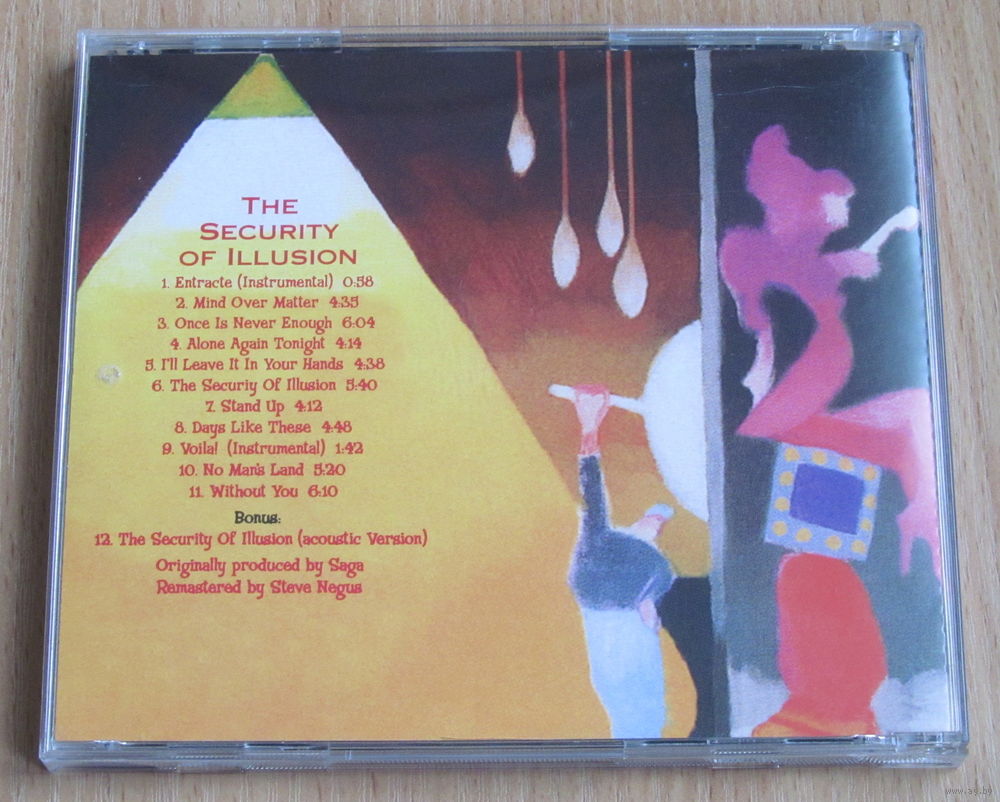 THE
SECURITY
OF ILLUSION
1. Entracte (Instrumental) 0:58
2. Mind Over Matter 4:35
3. Once Is Never Enough 6:04
4. Alone Again Tonight 4:14
5. I'll Leave It In Your Hands 4:38
6. The Securiy Of Illusion 5:40
7. Stand Up 4:12
8. Days Like These 4:48
9. Voila! (Instrumental) 1:42
10. No Man's Land 5:20
11. Without You 6:10
Bonus:
12. The Security Of Illusion (acoustic Version)
Originally produced by Saga
Remastered by Steve Negus
www.ay.by